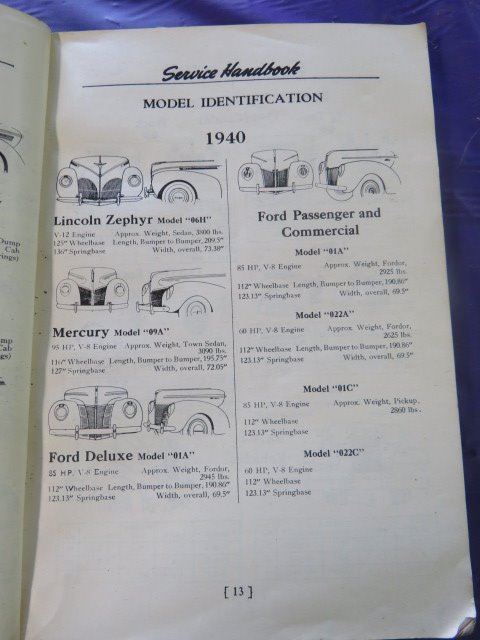 Service Handbook
MODEL IDENTIFICATION
1940
Lincoln Zephyr Model "06H"
V-12 Engine Approx. Weight, Sedan, 3800 lbs.
125" Wheelbase Length, Bumper to Bumper, 209.5"
136" Springbase Width, overall, 73.38"
Mercury Model "09A"
95 HP, V-8 Engine Approx. Weight, Town Sedan,
3090 lbs.
116" Wheelbase Length, Bumper to Bumper, 195.75"
127" Springbase Width, overall, 72.05"
Ford Deluxe Model "01A"
85 HP, V-8 Engine Approx. Weight, Fordor,
2945 lbs.
112" Wheelbase Length, Bumper to Bumper, 190.86"
123.13" Springbase Width, overall, 69.5"
Ford Passenger and
Commercial
Model "01A"
85 HP, V-8 Engine Approx. Weight, Fordor,
2925 lbs.
112" Wheelbase Length, Bumper to Bumper, 190.86"
123.13" Springbase Width, overall, 69.5"
Model "022A"
60 HP, V-8 Engine Approx. Weight, Fordor,
2625 lbs.
112" Wheelbase Length, Bumper to Bumper, 190.86"
123.13" Springbase Width, overall, 69.5"
Model "01C"
85 HP, V-8 Engine Approx. Weight, Pickup,
2860 lbs.
112" Wheelbase
123.13" Springbase
Model "022C"
60 HP, V-8 Engine
112" Wheelbase
123.13" Springbase
[ 13 ]
Dump
Cab